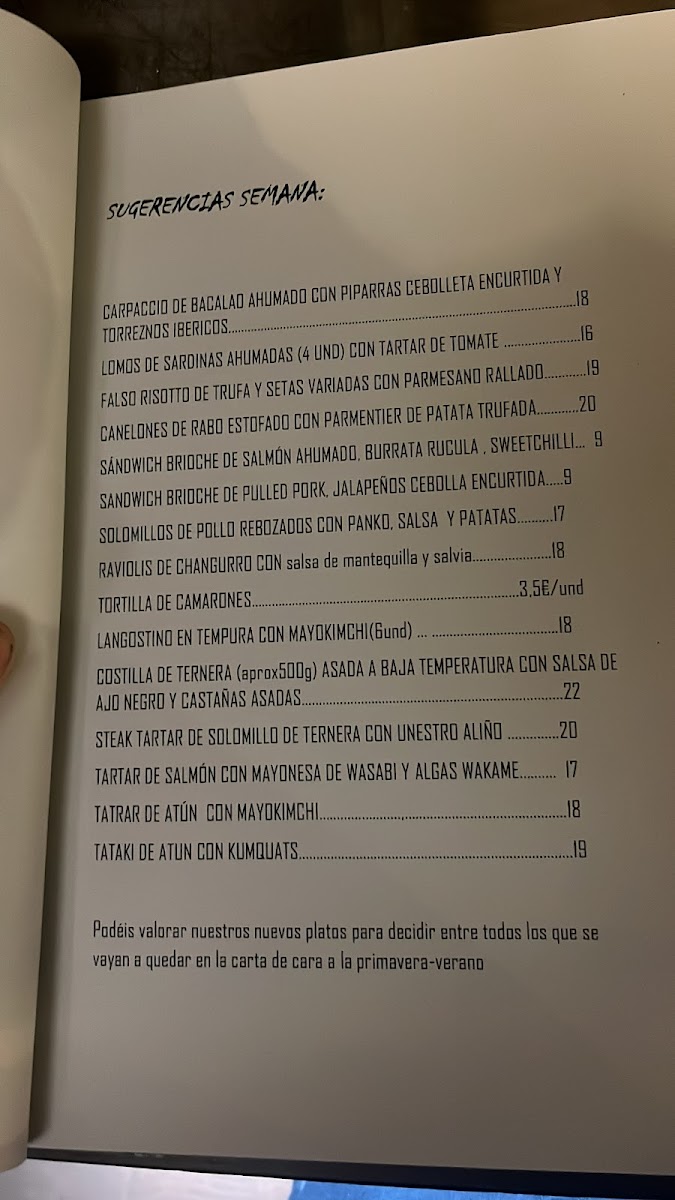 SUGERENCIAS SEMANA:
CARPACCIO DE BACALAO AHUMADO CON PIPARRAS CEBOLLETA ENCURTIDA Y
TORREZNOS IBERICOS..........................................................................................18
LOMOS DE SARDINAS AHUMADAS (4 UND) CON TARTAR DE TOMATE ...................16
FALSO RISOTTO DE TRUFA Y SETAS VARIADAS CON PARMESANO RALLADO...........19
CANELONES DE RABO ESTOFADO CON PARMENTIER DE PATATA TRUFADA...........20
SÁNDWICH BRIOCHE DE SALMÓN AHUMADO, BURRATA RUCULA , SWEETCHILLI... 9
SANDWICH BRIOCHE DE PULLED PORK, JALAPEÑOS CEBOLLA ENCURTIDA.....9
SOLOMILLOS DE POLLO REBOZADOS CON PANKO, SALSA Y PATATAS.........17
RAVIOLIS DE CHANGURRO CON salsa de mantequilla y salvia....................18
TORTILLA DE CAMARONES....................................................................3,5€/und
LANGOSTINO EN TEMPURA CON MAYOKIMCHI(6und) ... ................................18
COSTILLA DE TERNERA (aprox500g) ASADA A BAJA TEMPERATURA CON SALSA DE
AJO NEGRO Y CASTAÑAS ASADAS..................................................................22
STEAK TARTAR DE SOLOMILLO DE TERNERA CON UNESTRO ALIÑO .............20
TARTAR DE SALMÓN CON MAYONESA DE WASABI Y ALGAS WAKAME......... 17
TATRAR DE ATÚN CON MAYOKIMCHI.....................,.........................................18
TATAKI DE ATUN CON KUMQUATS......................................................................19
Podéis valorar nuestros nuevos platos para decidir entre todos los que se
vayan a quedar en la carta de cara a la primavera-verano